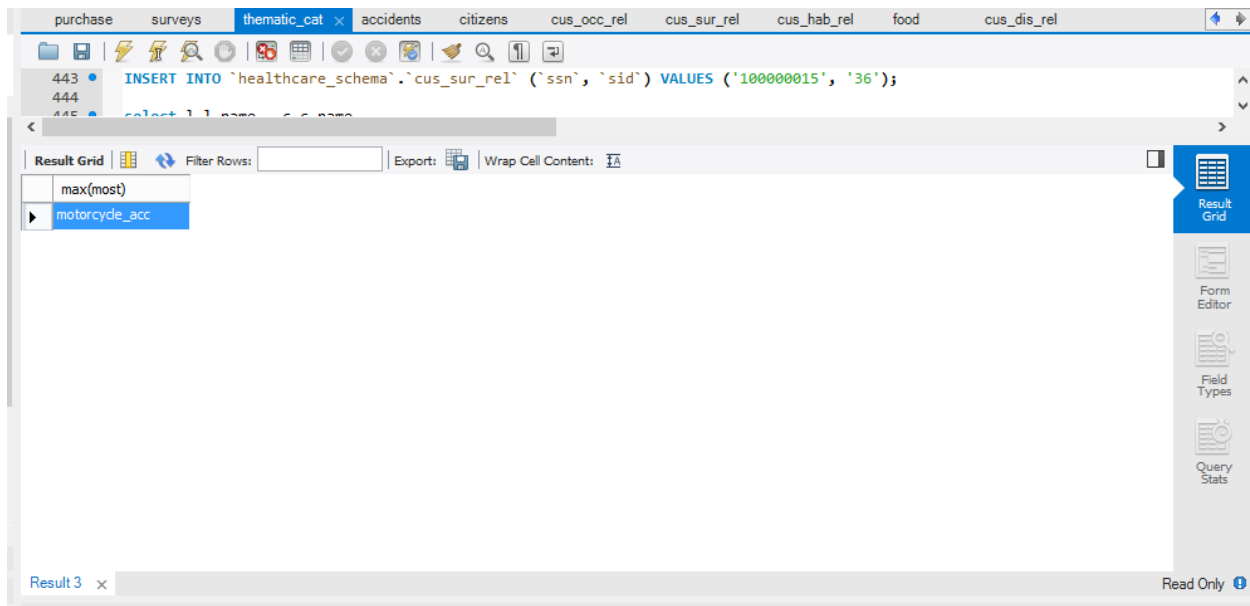 purchase surveys thematic_cat × accidents citizens cus_occ_rel cus_sur_rel cus_hab_rel food cus_dis_rel
443 INSERT INTO `healthcare_schema`.`cus_sur_rel` (`ssn`, `sid`) VALUES ('100000015', '36');
444
445
Result Grid Filter Rows: Export: Wrap Cell Content:
max(most)
motorcycle_acc
Result
Grid
Form
Editor
Field
Types
Query
Stats
Result 3 ×
Read Only